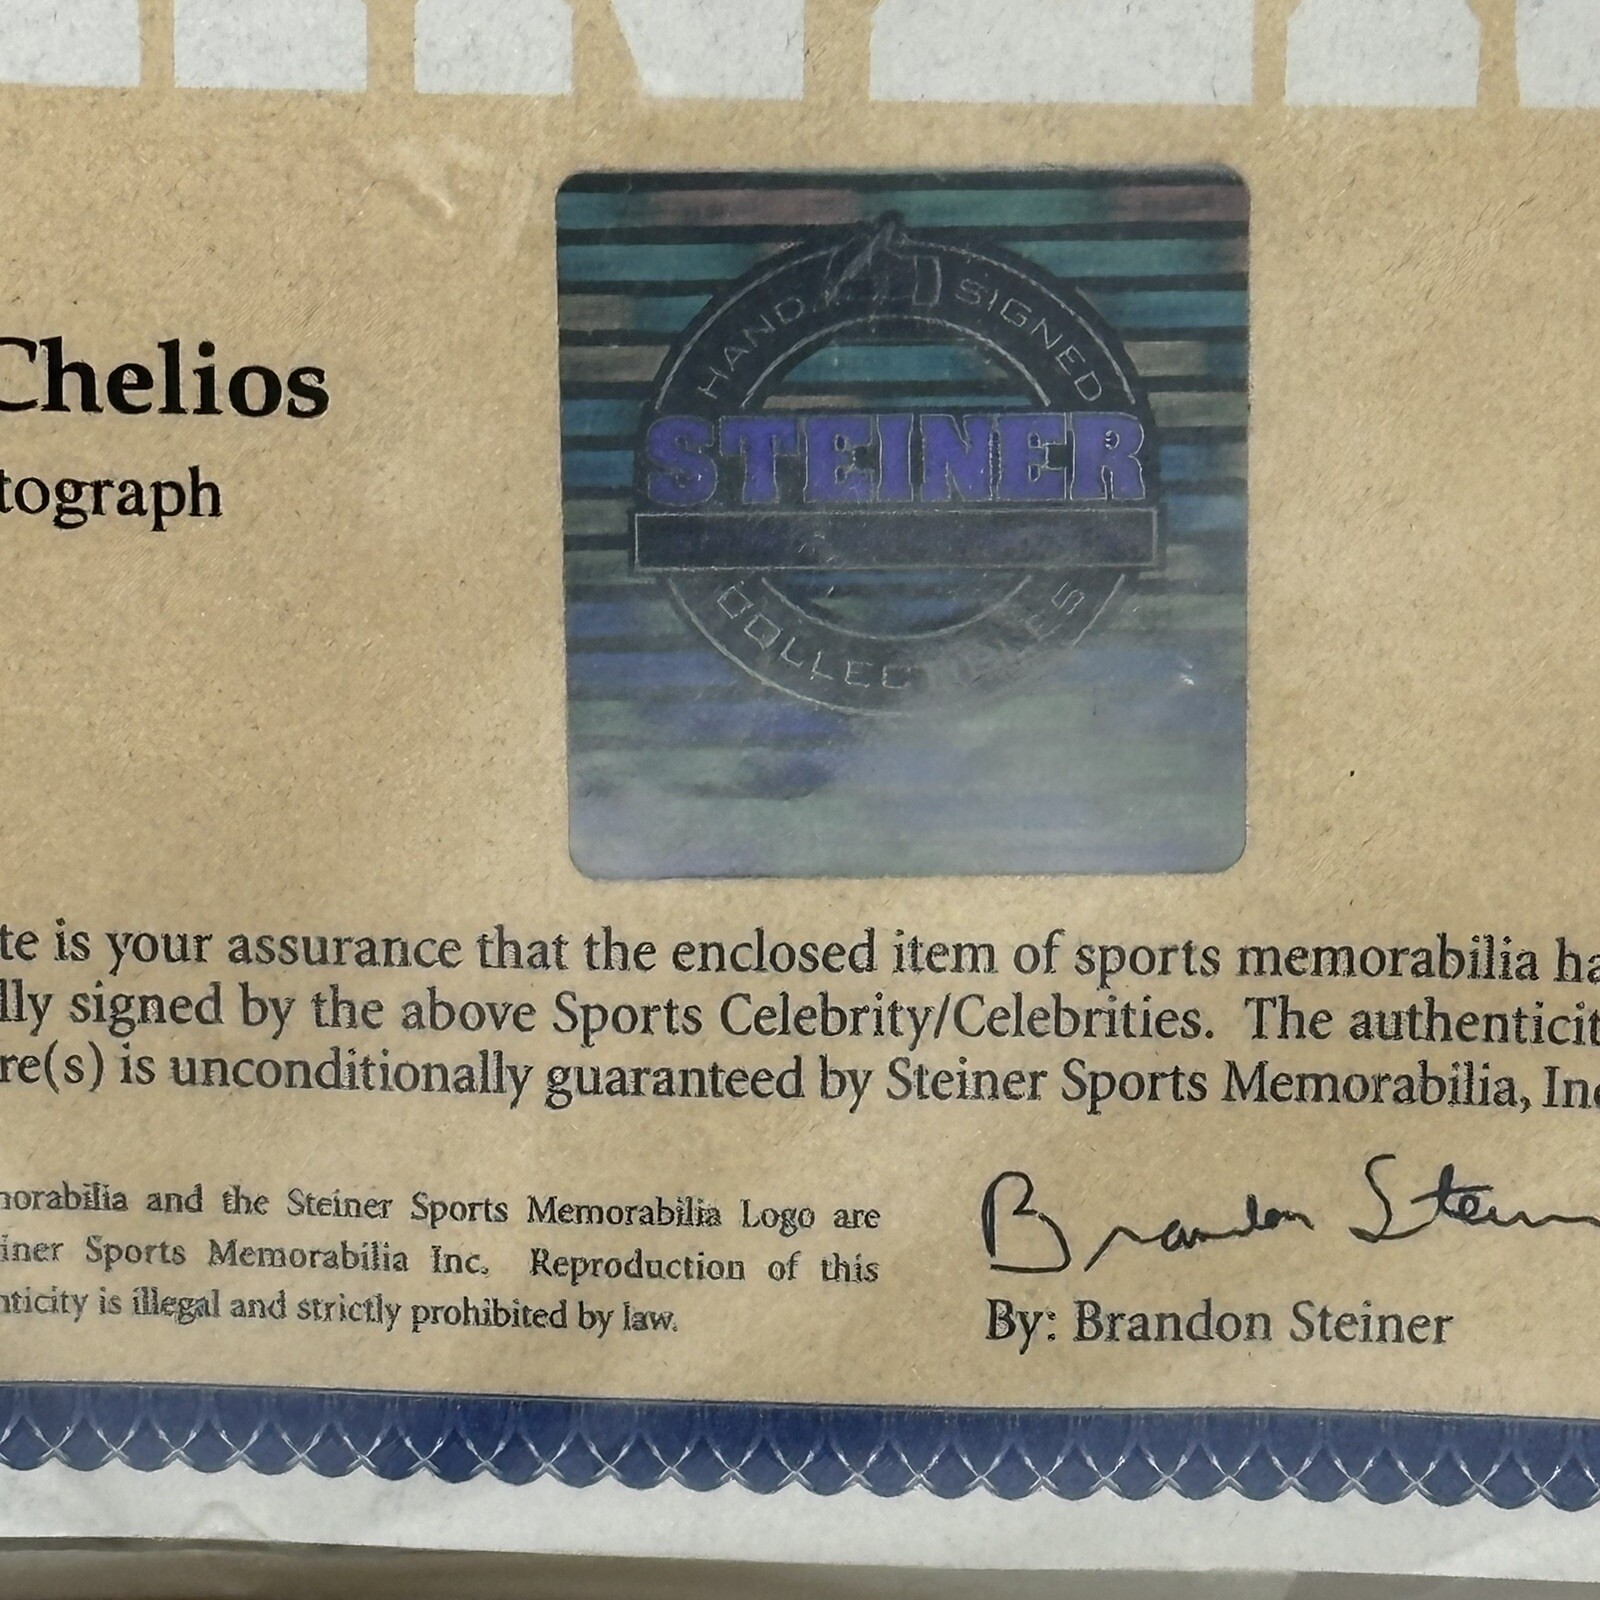 Chelios
tograph
HAND SIGNED
STEINER
COLLECTIBLES
te is your assurance that the enclosed item of sports memorabilia ha
lly signed by the above Sports Celebrity/Celebrities. The authenticit
re(s) is unconditionally guaranteed by Steiner Sports Memorabilia, Inc
morabilia and the Steiner Sports Memorabilia Logo are
iner Sports Memorabilia Inc. Reproduction of this
nticity is illegal and strictly prohibited by law.
Brandon Steiner
By: Brandon Steiner